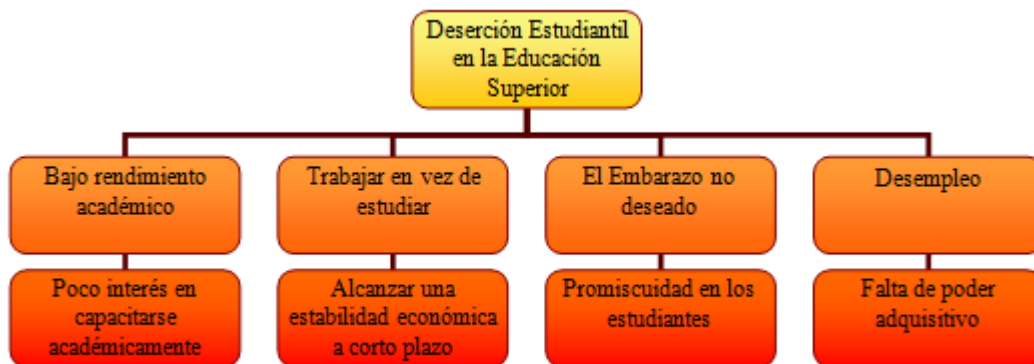 Deserción Estudiantil
en la Educación
Superior
Bajo rendimiento
académico
Trabajar en vez de
estudiar
El Embarazo no
deseado
Desempleo
Poco interés en
capacitarse
académicamente
Alcanzar una
estabilidad económica
a corto plazo
Promiscuidad en los
estudiantes
Falta de poder
adquisitivo